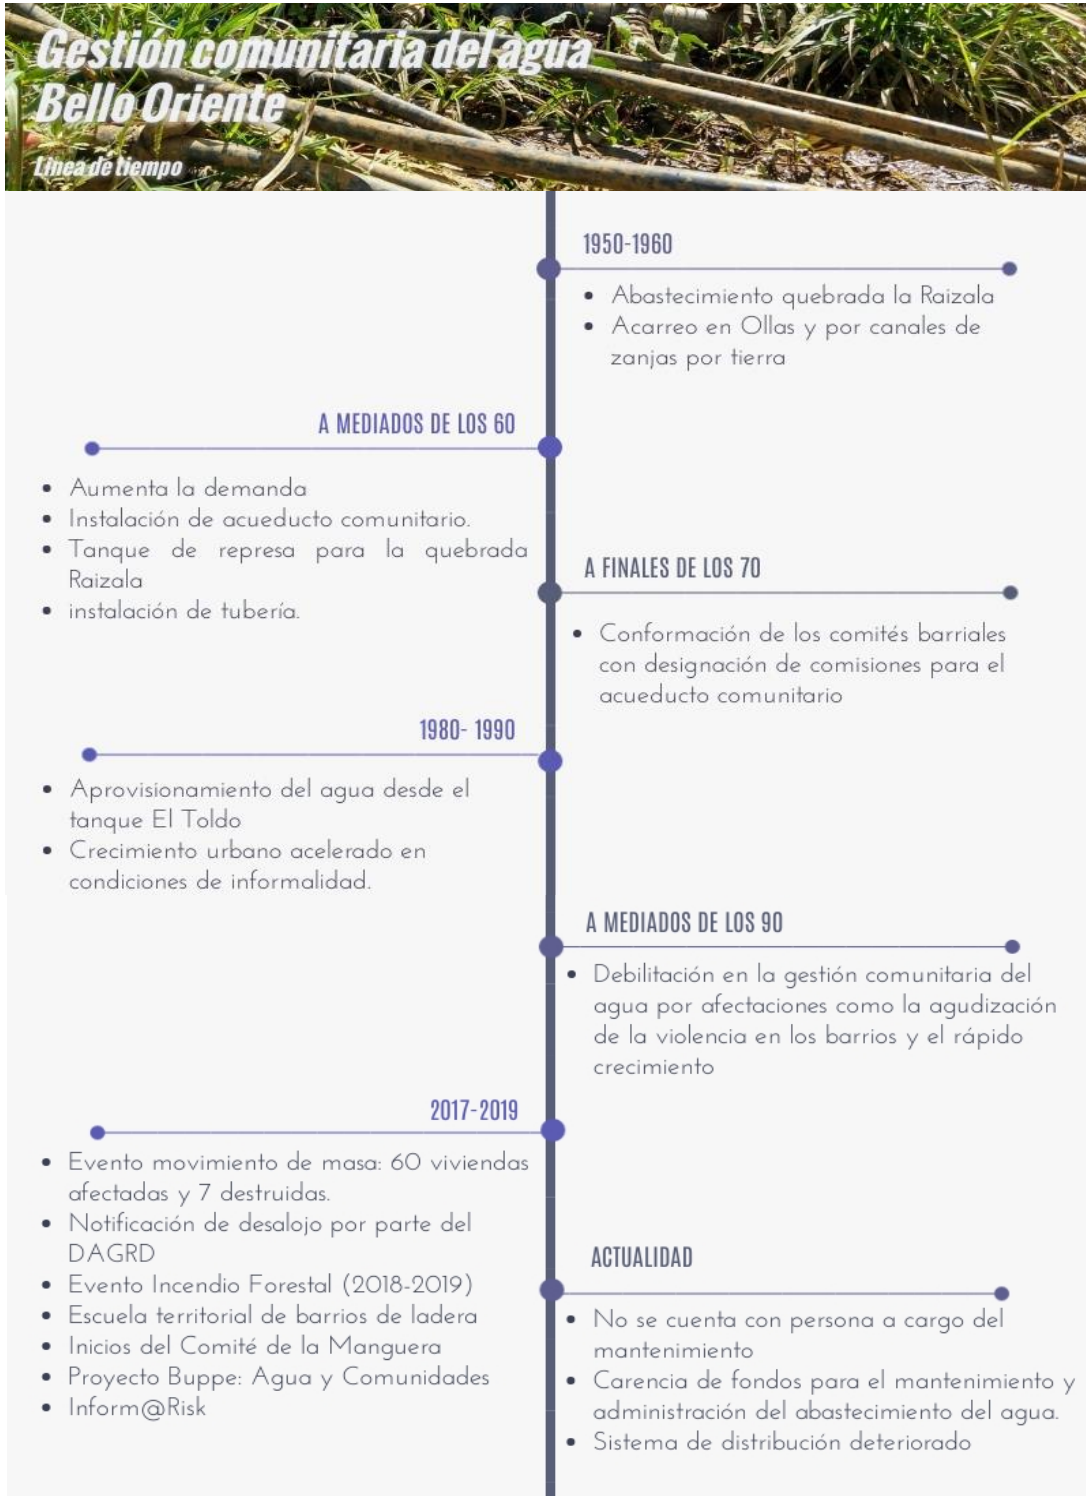 Gestión comunitaria del agua
Bello Oriente
Linea de tiempo
1950-1960
• Abastecimiento quebrada la Raizala
• Acarreo en Ollas y por canales de
zanjas por tierra
A MEDIADOS DE LOS 60
• Aumenta la demanda
• Instalación de acueducto comunitario.
• Tanque de represa para la quebrada
Raizala
• instalación de tubería.
A FINALES DE LOS 70
• Conformación de los comités barriales
con designación de comisiones para el
acueducto comunitario
1980- 1990
• Aprovisionamiento del agua desde el
tanque El Toldo
• Crecimiento urbano acelerado en
condiciones de informalidad.
A MEDIADOS DE LOS 90
• Debilitación en la gestión comunitaria del
agua por afectaciones como la agudización
de la violencia en los barrios y el rápido
crecimiento
2017-2019
• Evento movimiento de masa: 60 viviendas
afectadas y 7 destruidas.
• Notificación de desalojo por parte del
DAGRD
• Evento Incendio Forestal (2018-2019)
• Escuela territorial de barrios de ladera
• Inicios del Comité de la Manguera
• Proyecto Buppe: Agua y Comunidades
• Inform@Risk
ACTUALIDAD
• No se cuenta con persona a cargo del
mantenimiento
• Carencia de fondos para el mantenimiento y
administración del abastecimiento del agua.
• Sistema de distribución deteriorado